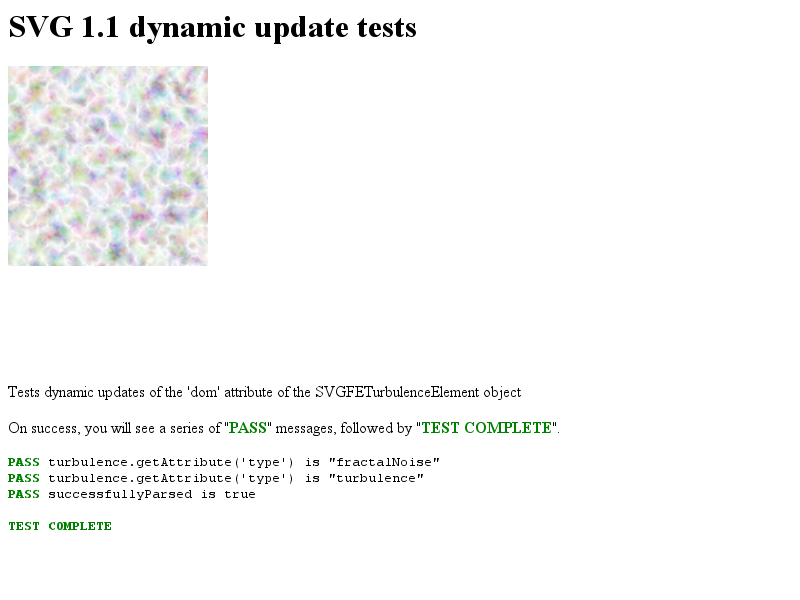 SVG 1.1 dynamic update tests
Tests dynamic updates of the 'dom' attribute of the SVGFETurbulenceElement object
On success, you will see a series of "PASS" messages, followed by "TEST COMPLETE".
PASS turbulence.getAttribute('type') is "fractalNoise"
PASS turbulence.getAttribute('type') is "turbulence"
PASS successfullyParsed is true
TEST COMPLETE